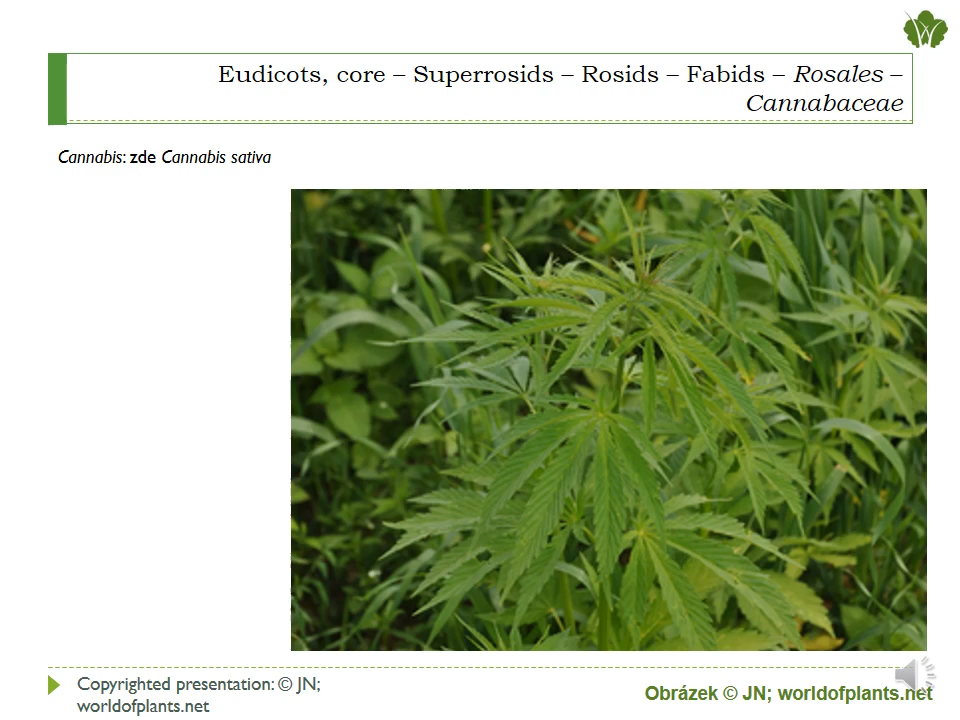 Eudicots, core – Superrosids – Rosids – Fabids – Rosales –
Cannabaceae
Cannabis: zde Cannabis sativa
Copyrighted presentation: © JN;
worldofplants.net
Obrázek © JN; worldofplants.net